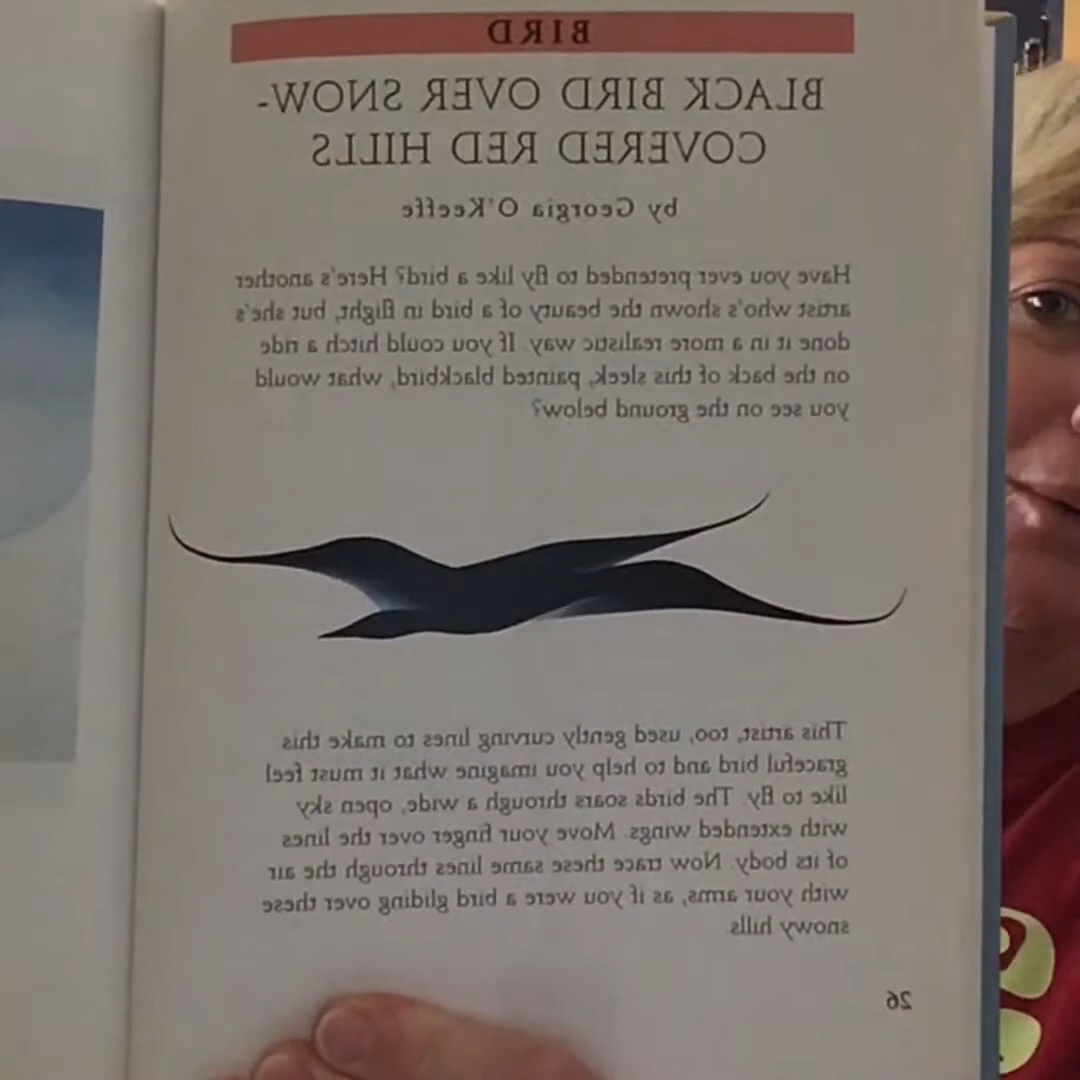 BIRD
BLACK BIRD OVER SNOW-
COVERED RED HILLS
by Georgia O'Keeffe
Have you ever pretended to fly like a bird? Here's another
artist who's shown the beauty of a bird in flight, but she's
done it in a more realistic way. If you could hitch a ride
on the back of this sleek, painted blackbird, what would
you see on the ground below?
This artist, too, used gently curving lines to make this
graceful bird and to help you imagine what it must feel
like to fly. The birds soars through a wide, open sky
with extended wings. Move your finger over the lines
of its body. Now trace these same lines through the air
with your arms, as if you were a bird gliding over these
snowy hills.
26